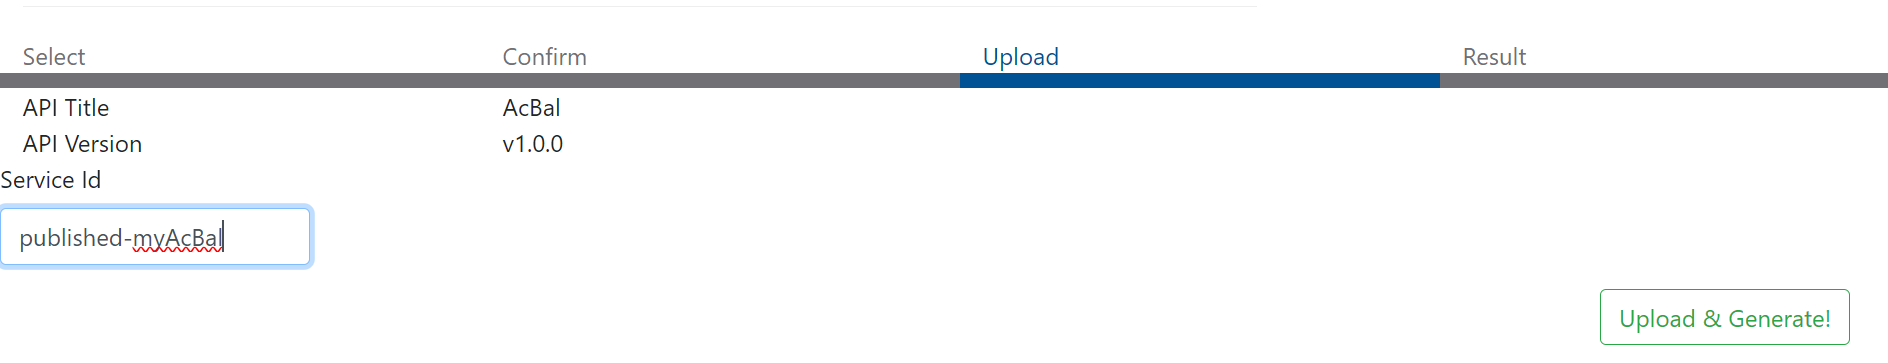 Select Confirm Upload Result
API Title AcBal
API Version v1.0.0
Service Id
published-myAcBal
Upload & Generate!